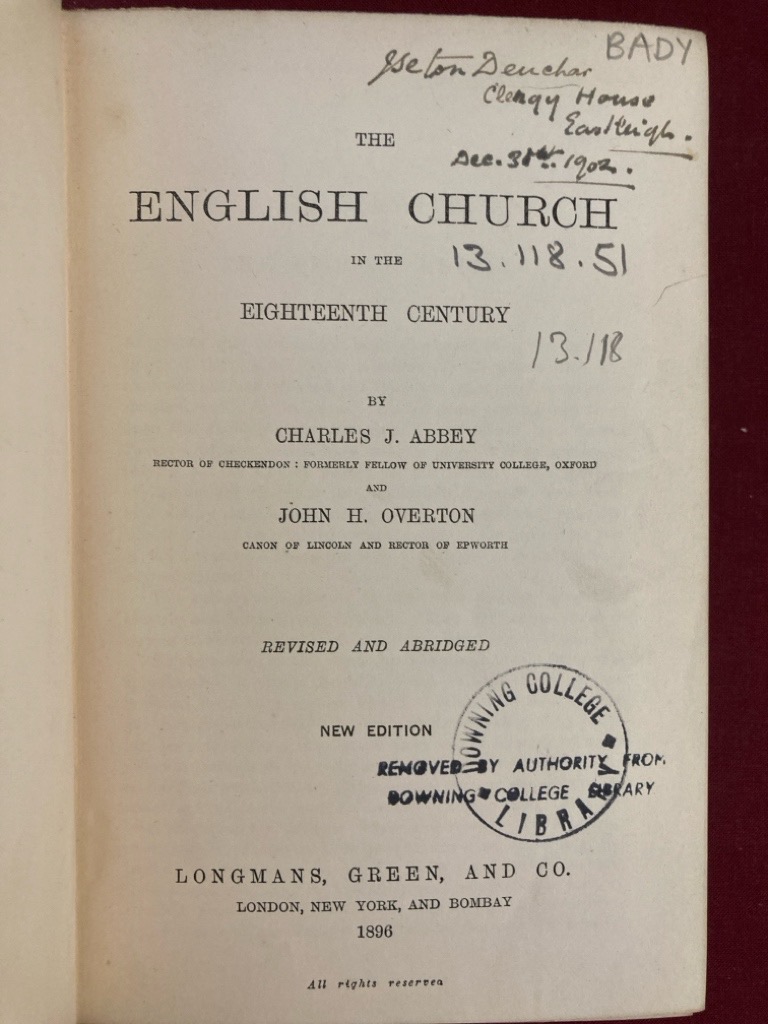 BADY
J Seton Deuchar
Clergy House
Eastleigh.
Dec. 31st. 1902.
THE
ENGLISH CHURCH
IN THE
13.118.51
EIGHTEENTH CENTURY
13.118
BY
CHARLES J. ABBEY
RECTOR OF CHECKENDON : FORMERLY FELLOW OF UNIVERSITY COLLEGE, OXFORD
AND
JOHN H. OVERTON
CANON OF LINCOLN AND RECTOR OF EPWORTH
REVISED AND ABRIDGED
NEW EDITION
DOWNING COLLEGE
LIBRARY
REMOVED BY AUTHORITY FROM
DOWNING COLLEGE LIBRARY
LONGMANS, GREEN, AND CO.
LONDON, NEW YORK, AND BOMBAY
1896
All rights reserved